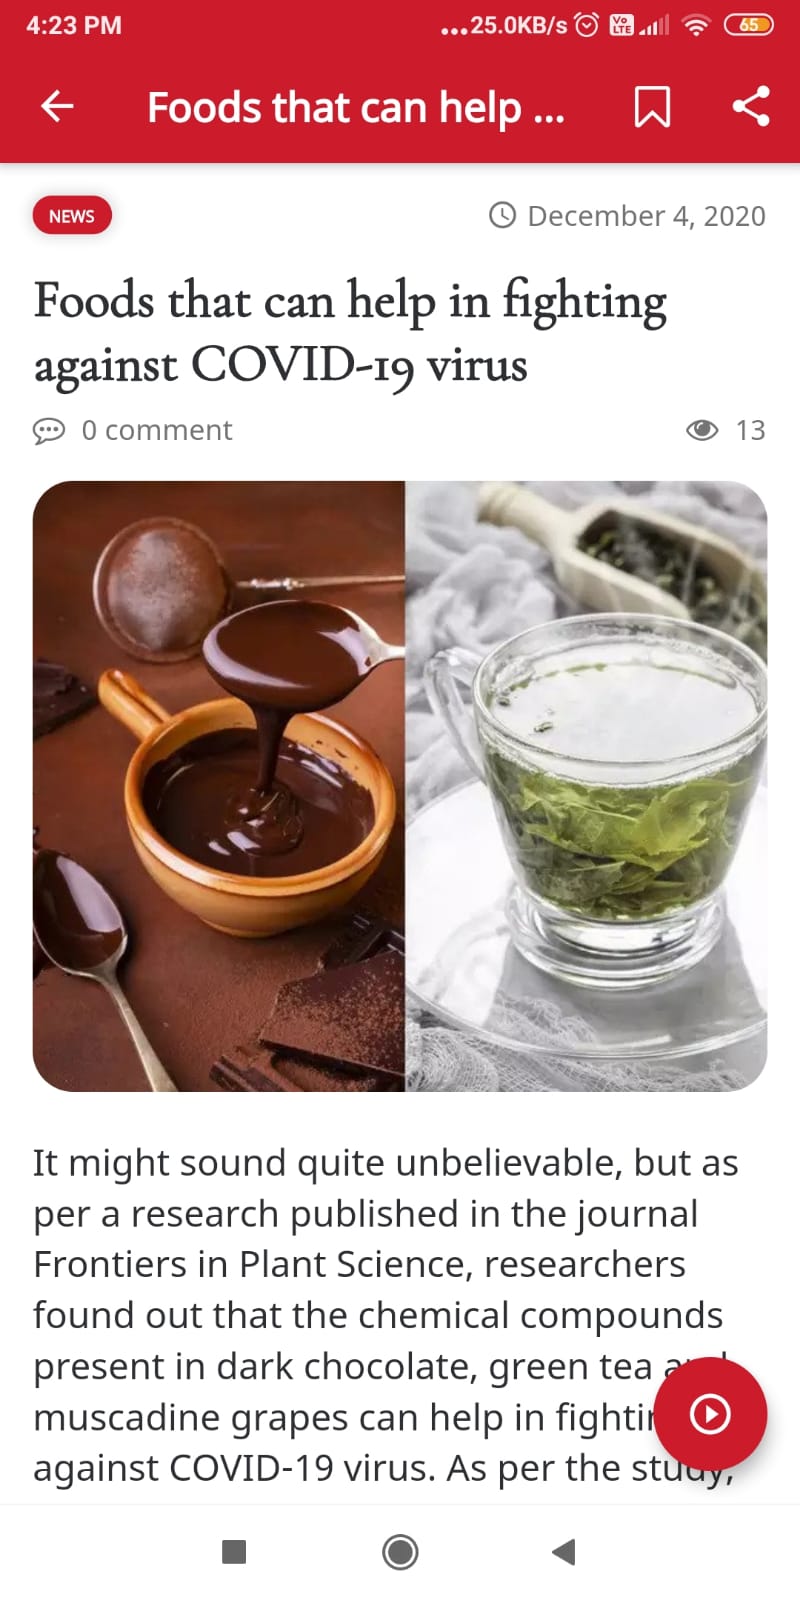 4:23 PM
...25.0KB/s Vo LTE 65
Foods that can help ...
NEWS
December 4, 2020
Foods that can help in fighting
against COVID-19 virus
0 comment
13
It might sound quite unbelievable, but as
per a research published in the journal
Frontiers in Plant Science, researchers
found out that the chemical compounds
present in dark chocolate, green tea
muscadine grapes can help in
against COVID-19 virus. As per the study,